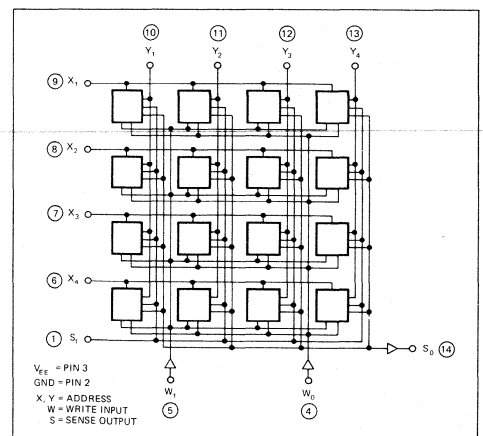 10 11 12 13
Y1 Y2 Y3 Y4
9 X1
8 X2
7 X3
6 X4
1 S1
S0 14
VEE = PIN 3
GND = PIN 2
X, Y = ADDRESS
W = WRITE INPUT
S = SENSE OUTPUT
W1 W0
5 4